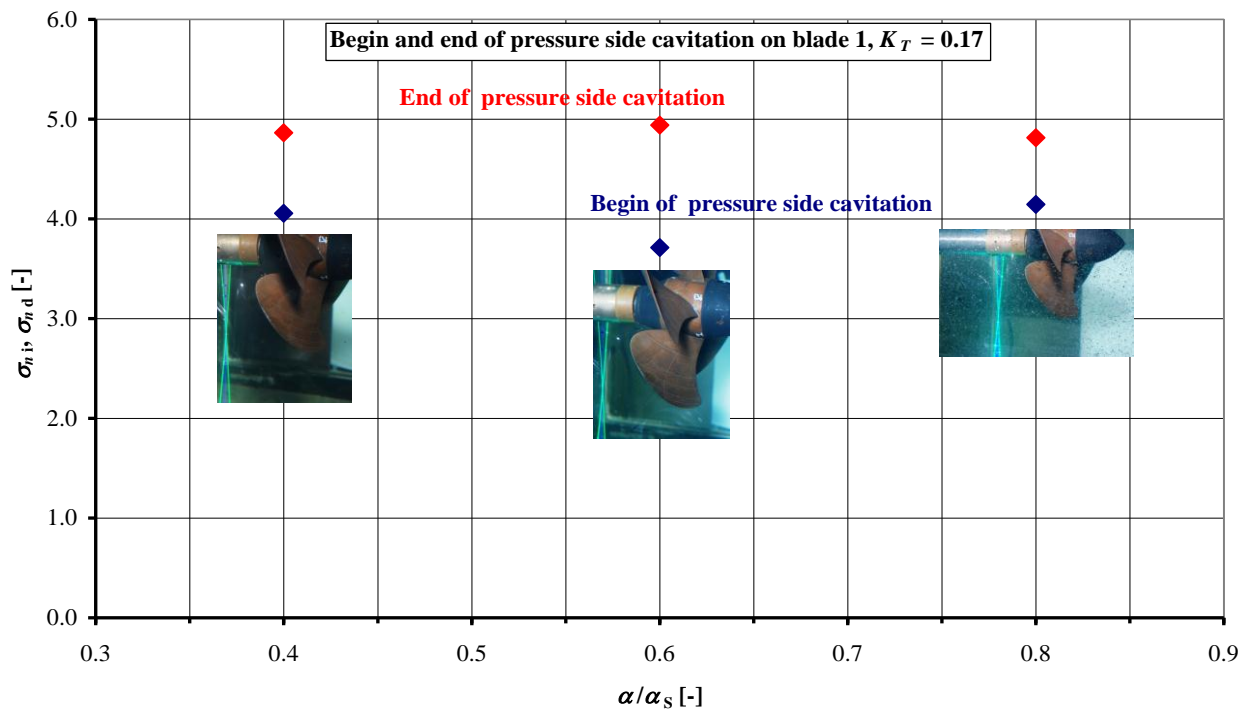 Begin and end of pressure side cavitation on blade 1, K_T = 0.17
End of pressure side cavitation
Begin of pressure side cavitation
σ_{n i}, σ_{n d} [-]
6.0
5.0
4.0
3.0
2.0
1.0
0.0
0.3 0.4 0.5 0.6 0.7 0.8 0.9
α/α_S [-]